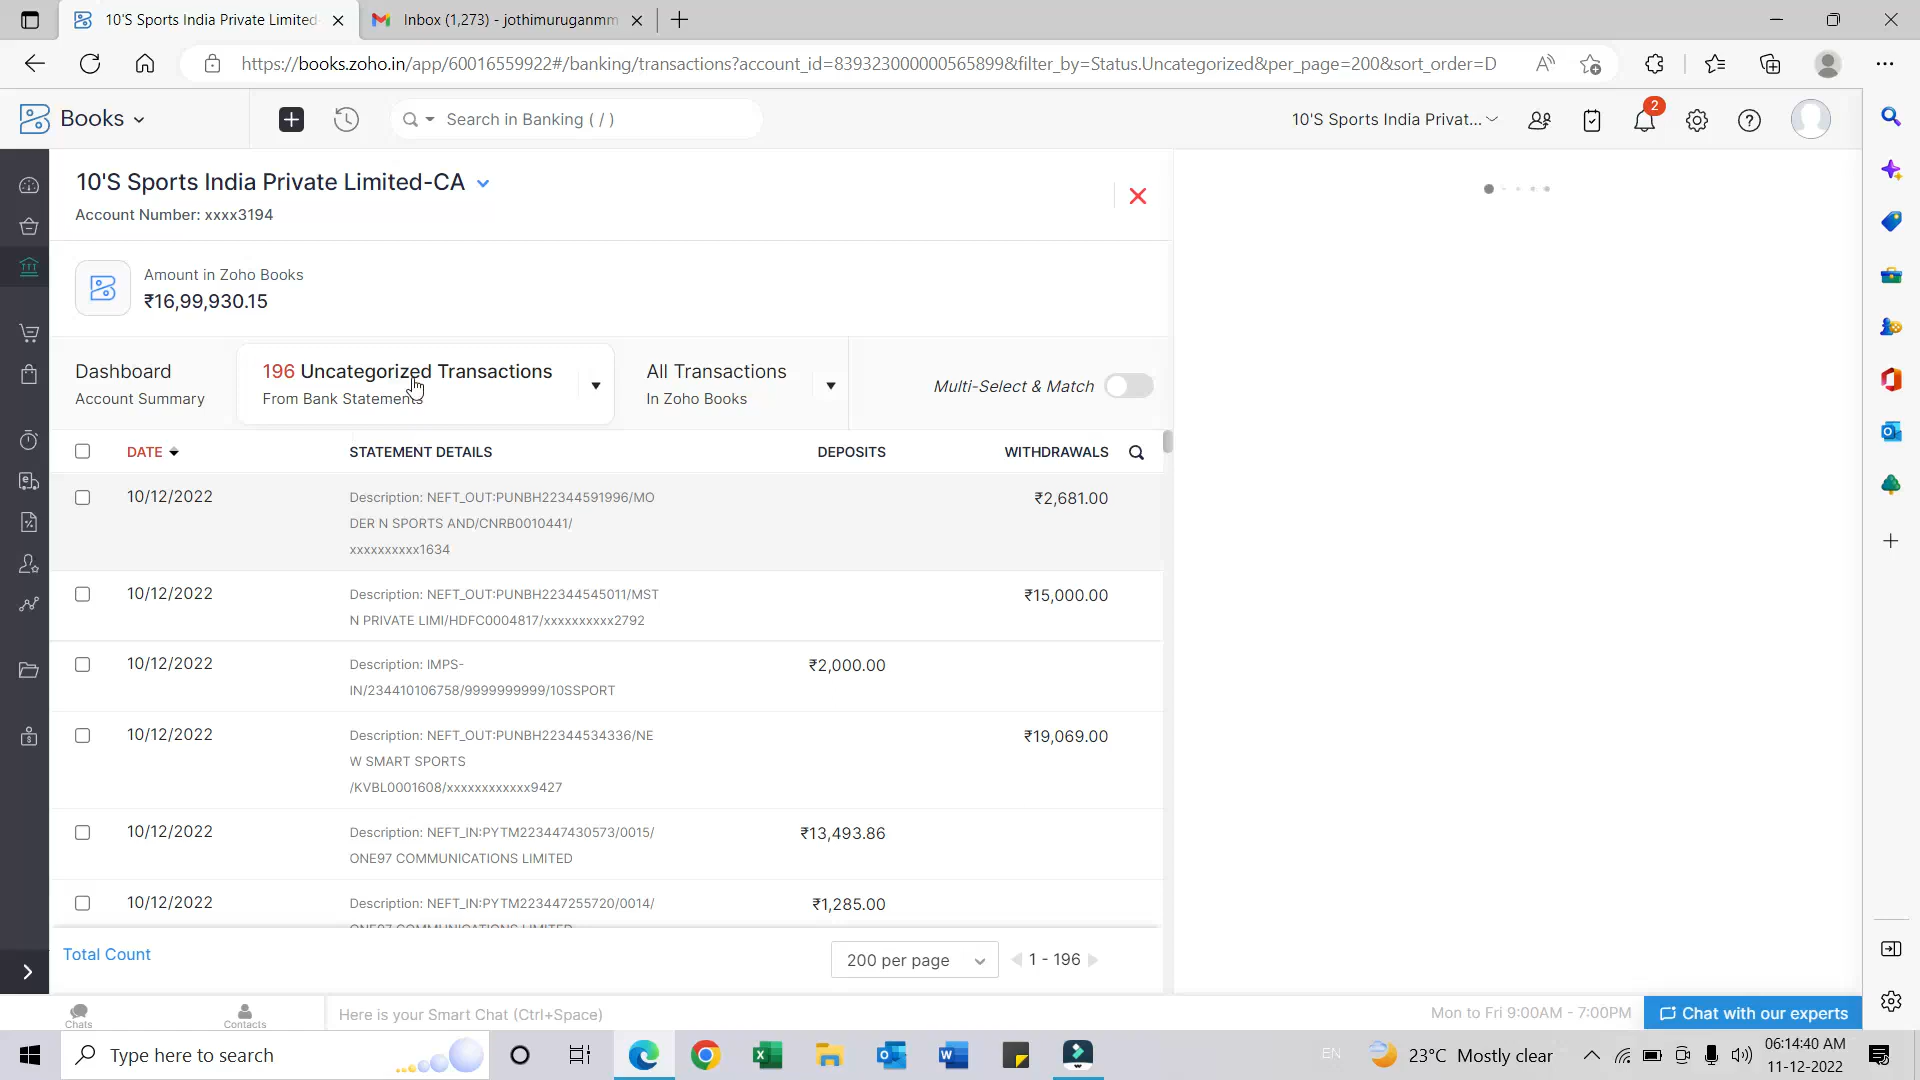 10'S Sports India Private Limited-
Inbox (1,273) - jothimuruganmm
https://books.zoho.in/app/60016559922#/banking/transactions?account_id=839323000000565899&filter_by=Status.Uncategorized&per_page=200&sort_order=D
Books
Search in Banking ( / )
10'S Sports India Privat...
2
10'S Sports India Private Limited-CA
Account Number: xxxx3194
Amount in Zoho Books
₹16,99,930.15
Dashboard
Account Summary
196 Uncategorized Transactions
From Bank Statements
All Transactions
In Zoho Books
Multi-Select & Match
DATE STATEMENT DETAILS DEPOSITS WITHDRAWALS
10/12/2022 Description: NEFT_OUT:PUNBH22344591996/MO ₹2,681.00
DER N SPORTS AND/CNRB0010441/
xxxxxxxxxx1634
10/12/2022 Description: NEFT_OUT:PUNBH22344545011/MST ₹15,000.00
N PRIVATE LIMI/HDFC0004817/xxxxxxxxxx2792
10/12/2022 Description: IMPS- ₹2,000.00
IN/234410106758/9999999999/10SSPORT
10/12/2022 Description: NEFT_OUT:PUNBH22344534336/NE ₹19,069.00
W SMART SPORTS
/KVBL0001608/xxxxxxxxxxxx9427
10/12/2022 Description: NEFT_IN:PYTM223447430573/0015/ ₹13,493.86
ONE97 COMMUNICATIONS LIMITED
10/12/2022 Description: NEFT_IN:PYTM223447255720/0014/ ₹1,285.00
ONE97 COMMUNICATIONS LIMITED
Total Count
200 per page
1 - 196
Chats
Contacts
Here is your Smart Chat (Ctrl+Space)
Mon to Fri 9:00AM - 7:00PM
Chat with our experts
Type here to search
EN
23°C Mostly clear
06:14:40 AM
11-12-2022